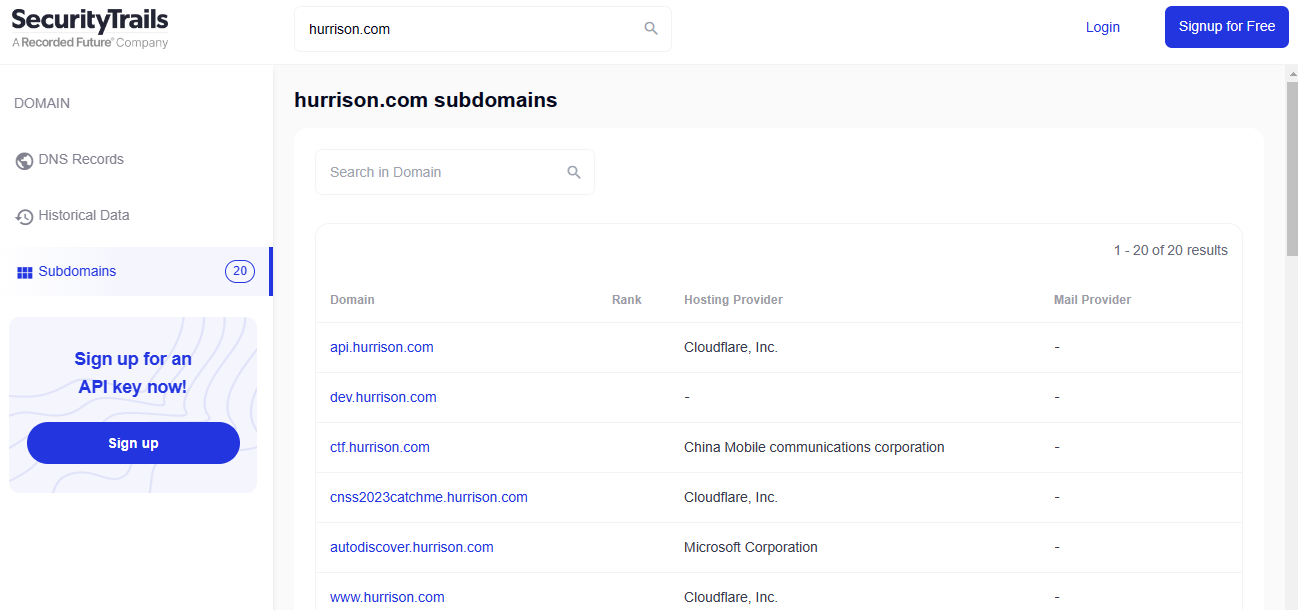 SecurityTrails
A Recorded Future® Company
hurrison.com
Login
Signup for Free
DOMAIN
DNS Records
Historical Data
Subdomains
20
Sign up for an
API key now!
Sign up
hurrison.com subdomains
Search in Domain
1 - 20 of 20 results
Domain Rank Hosting Provider Mail Provider
api.hurrison.com Cloudflare, Inc. -
dev.hurrison.com - -
ctf.hurrison.com China Mobile communications corporation -
cnss2023catchme.hurrison.com Cloudflare, Inc. -
autodiscover.hurrison.com Microsoft Corporation -
www.hurrison.com Cloudflare, Inc. -